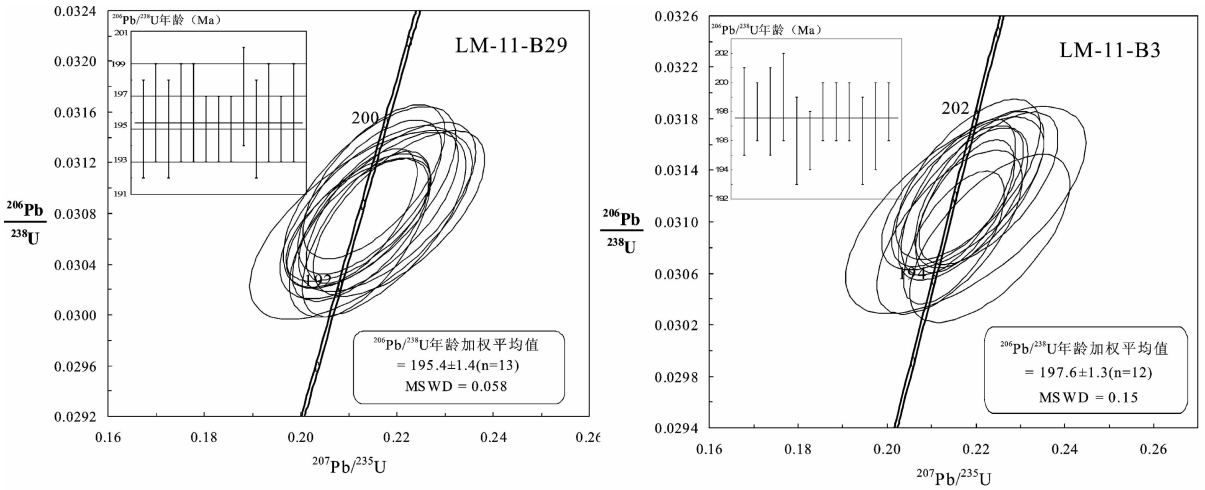 ²⁰⁶Pb/²³⁸U年龄（Ma）
LM-11-B29
201
199
197
195
193
191
0.0324
0.0320
0.0316
0.0312
0.0308
0.0304
0.0300
0.0296
0.0292
²⁰⁶Pb
²³⁸U
200
192
²⁰⁶Pb/²³⁸U年龄加权平均值
= 195.4±1.4(n=13)
MSWD = 0.058
0.16
0.18
0.20
0.22
0.24
0.26
²⁰⁷Pb/²³⁵U
²⁰⁶Pb/²³⁸U年龄（Ma）
LM-11-B3
202
200
198
196
194
192
0.0326
0.0322
0.0318
0.0314
0.0310
0.0306
0.0302
0.0298
0.0294
²⁰⁶Pb
²³⁸U
202
194
²⁰⁶Pb/²³⁸U年龄加权平均值
= 197.6±1.3(n=12)
MSWD = 0.15
0.16
0.18
0.20
0.22
0.24
0.26
²⁰⁷Pb/²³⁵U